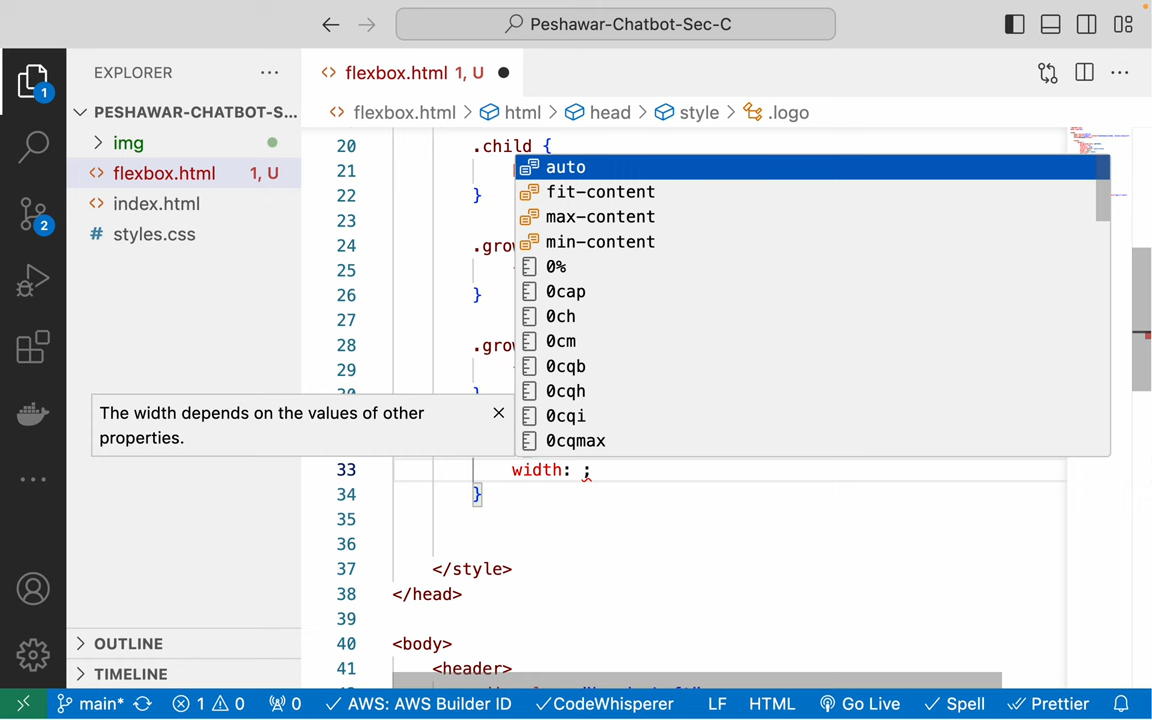 Peshawar-Chatbot-Sec-C
EXPLORER
PESHAWAR-CHATBOT-S...
img
flexbox.html 1, U
index.html
styles.css
OUTLINE
TIMELINE
1
2
flexbox.html 1, U
flexbox.html > html > head > style > .logo
20 .child {
21
22 }
23
24 .grow
25
26 }
27
28 .grow
29
30
auto
fit-content
max-content
min-content
0%
0cap
0ch
0cm
0cqb
0cqh
0cqi
0cqmax
The width depends on the values of other
properties.
33 width: ;
34 }
35
36
37 </style>
38 </head>
39
40 <body>
41 <header>
main* 1 0 0 AWS: AWS Builder ID CodeWhisperer LF HTML Go Live Spell Prettier